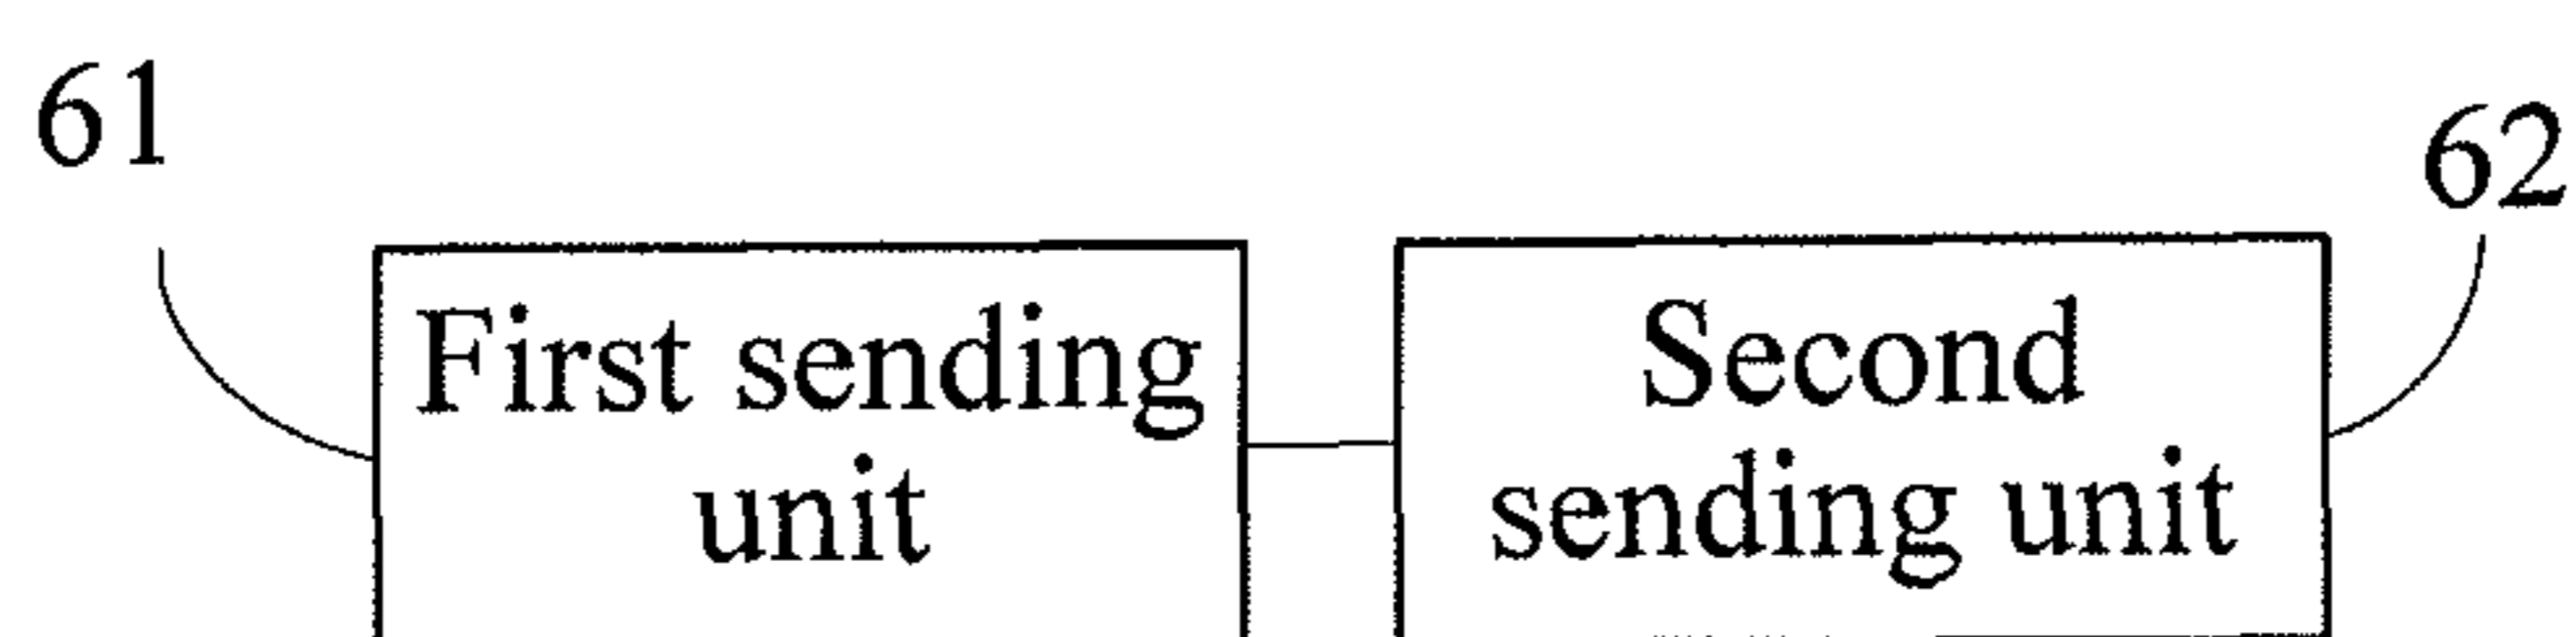 61
62
First sending
unit
Second
sending unit